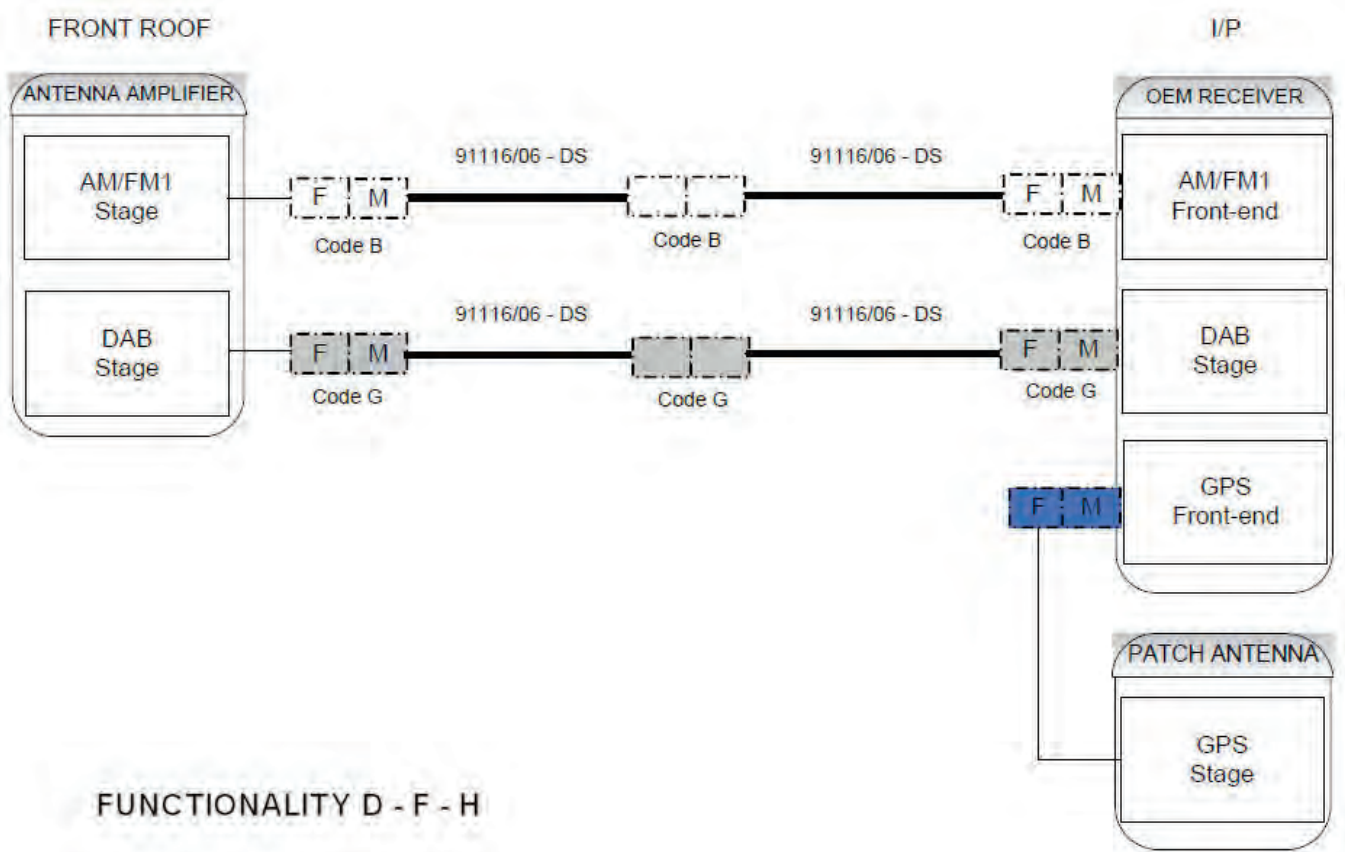 FRONT ROOF
I/P
ANTENNA AMPLIFIER
OEM RECEIVER
91116/06 - DS
91116/06 - DS
AM/FM1
Stage
F M
F M
AM/FM1
Front-end
Code B
Code B
Code B
91116/06 - DS
91116/06 - DS
DAB
Stage
F M
F M
DAB
Stage
Code G
Code G
Code G
F M
GPS
Front-end
PATCH ANTENNA
GPS
Stage
FUNCTIONALITY D - F - H